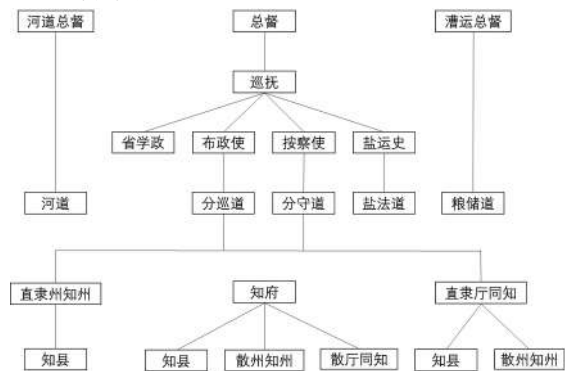 河道总督 总督 漕运总督
巡抚
省学政 布政使 按察使 盐运史
河道 分巡道 分守道 盐法道 粮储道
直隶州知州 知府 直隶厅同知
知县 知县 散州知州 散厅同知 知县 散州知州